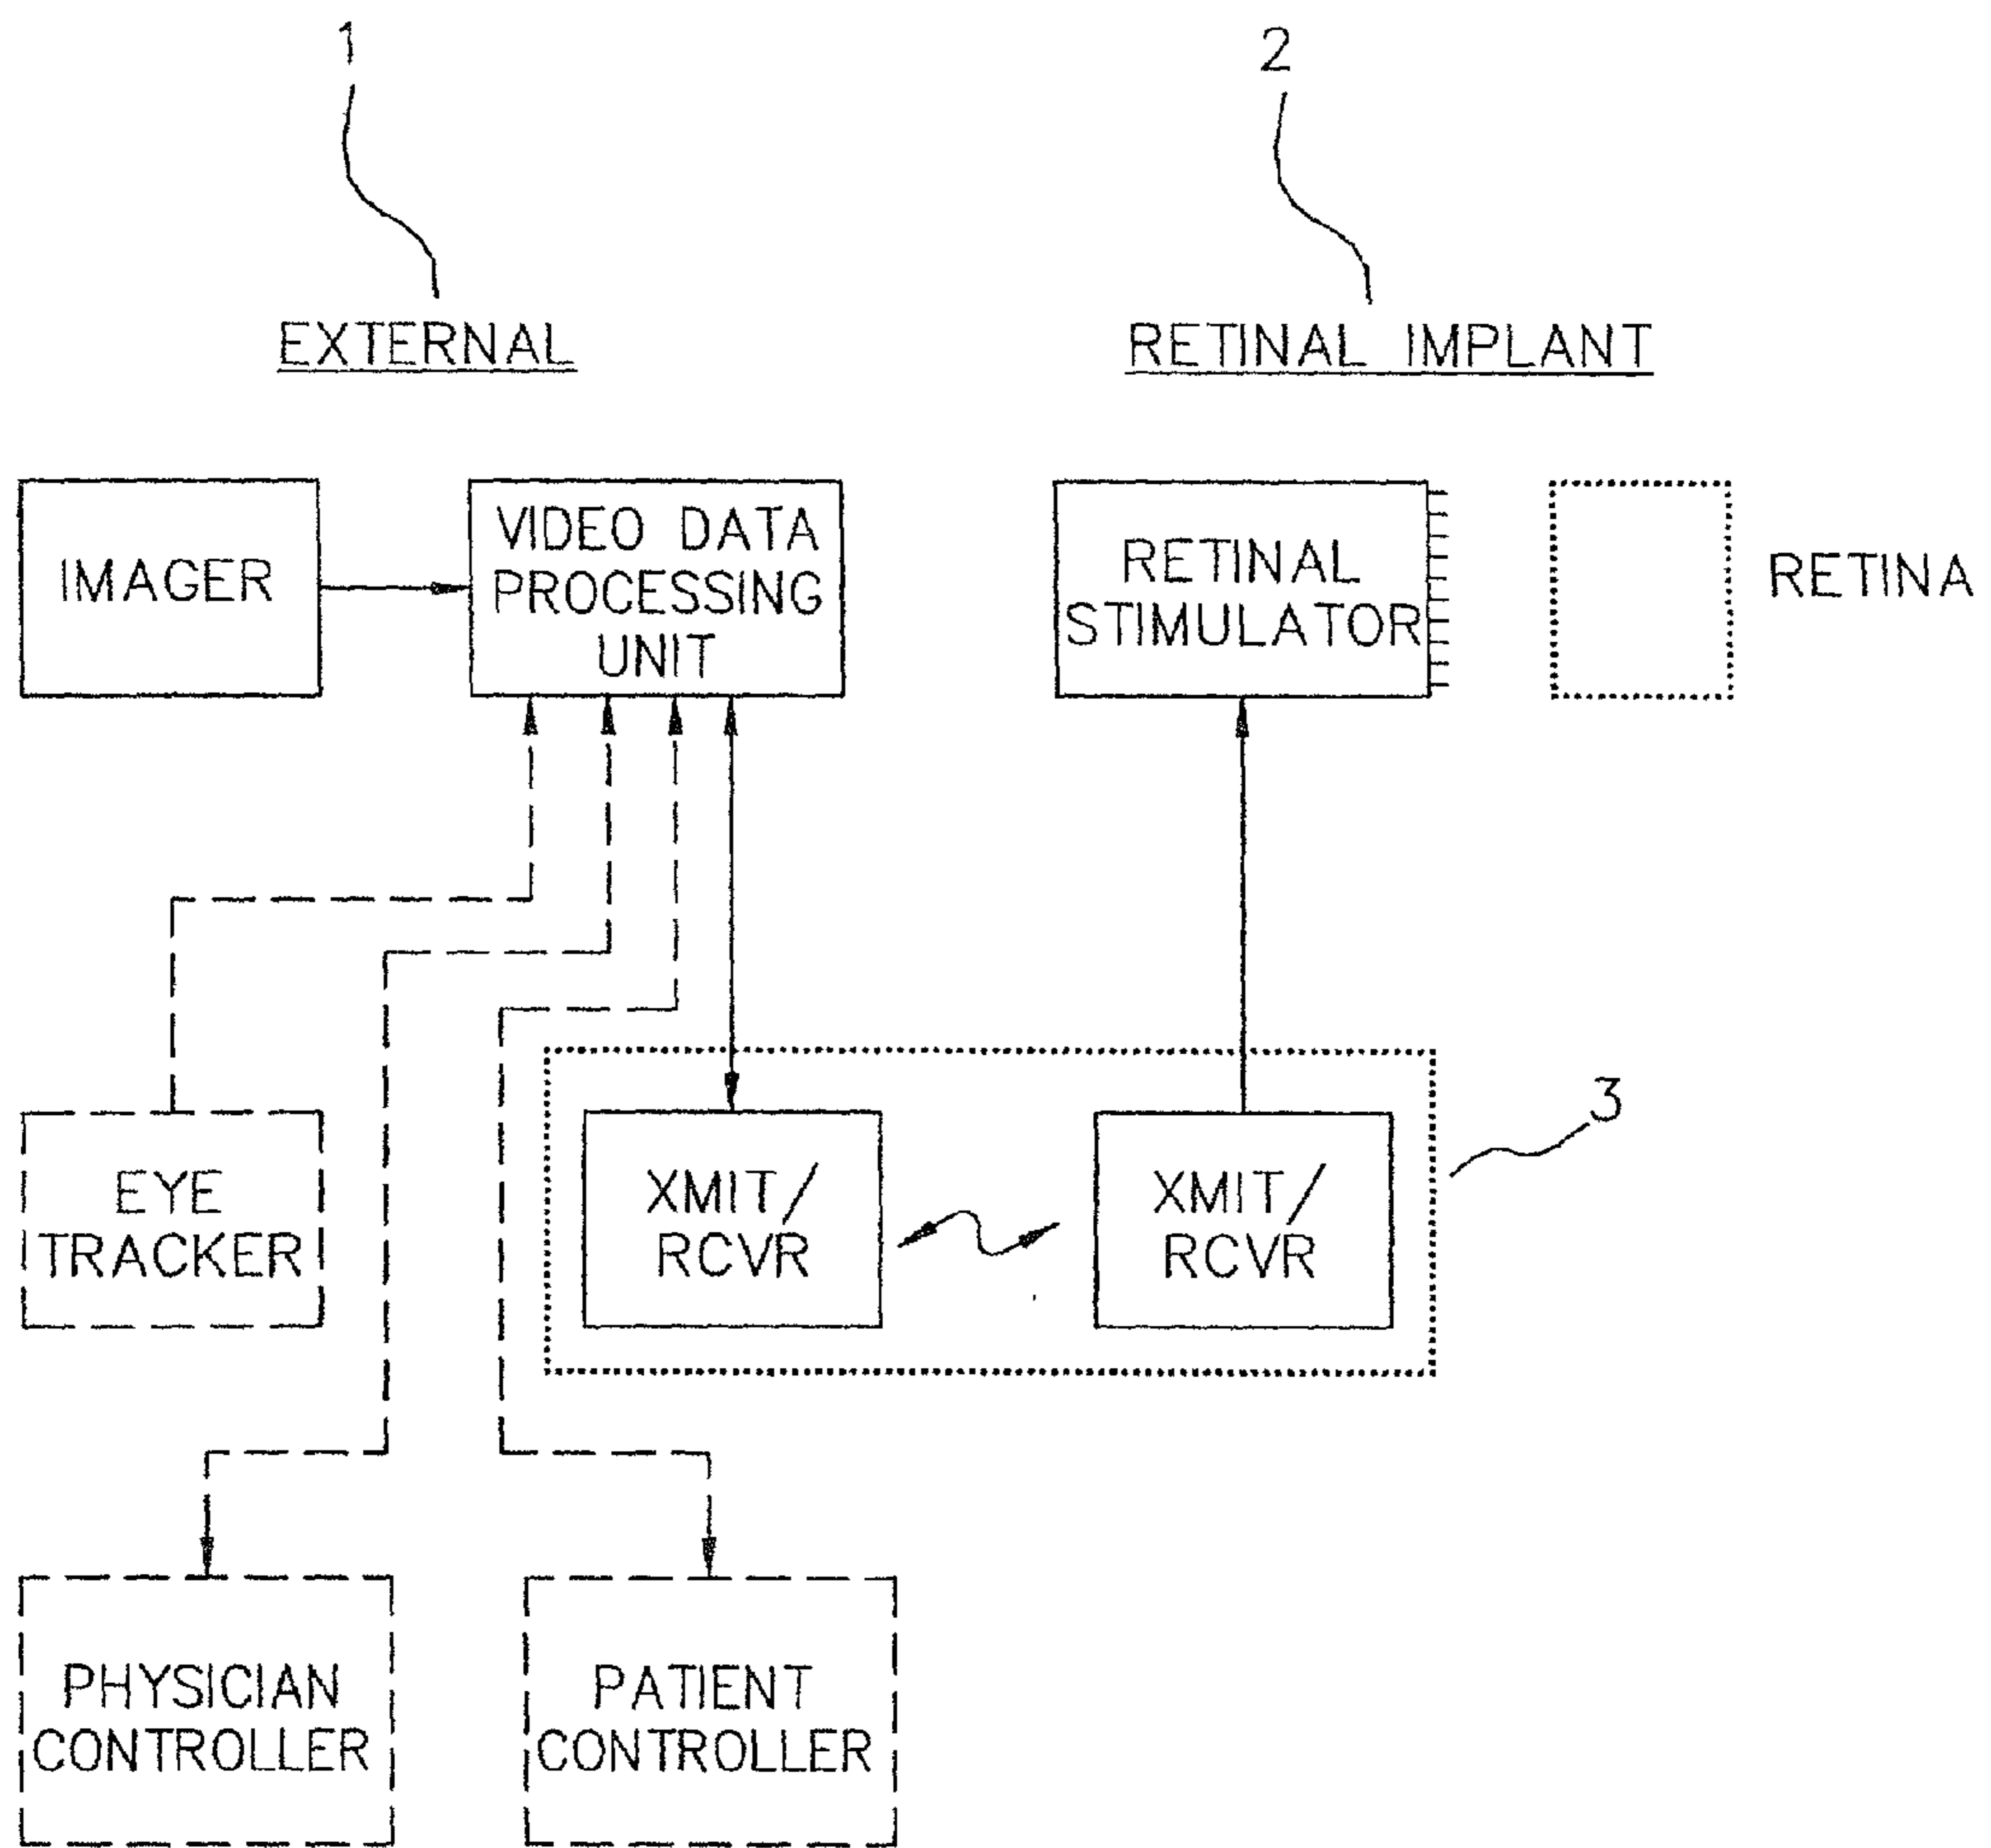 1
2
EXTERNAL
RETINAL IMPLANT
IMAGER
VIDEO DATA
PROCESSING
UNIT
RETINAL
STIMULATOR
RETINA
3
EYE
TRACKER
XMIT/
RCVR
XMIT/
RCVR
PHYSICIAN
CONTROLLER
PATIENT
CONTROLLER